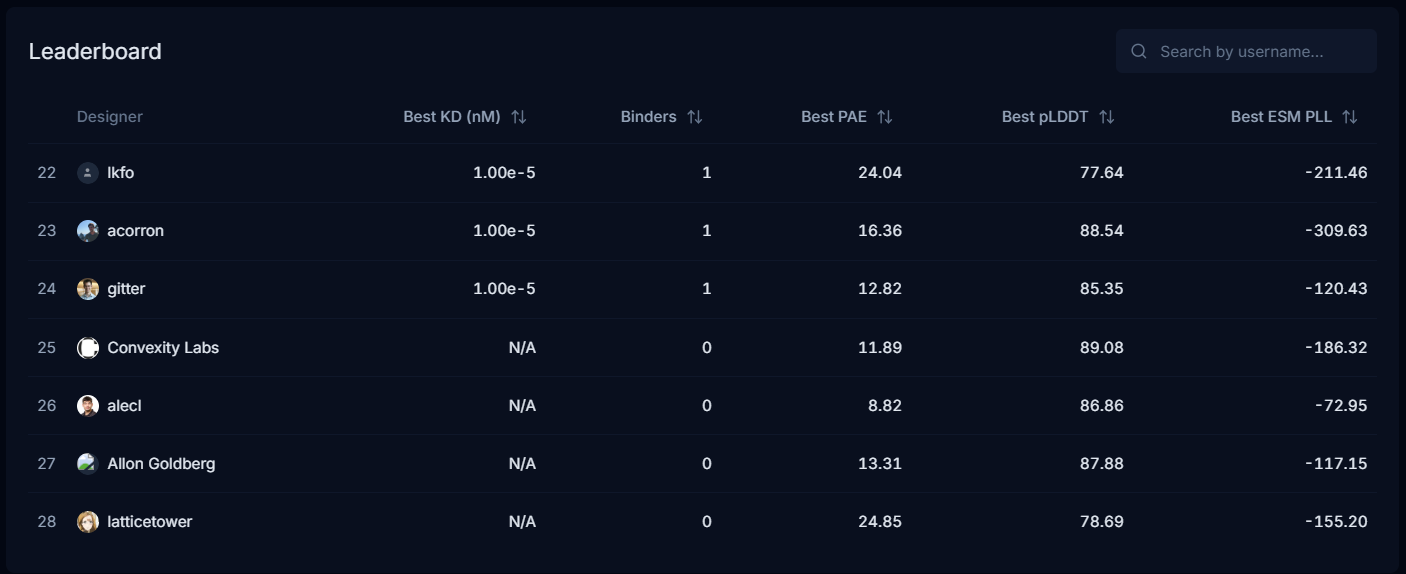 Leaderboard
Search by username...
Designer Best KD (nM) Binders Best PAE Best pLDDT Best ESM PLL
22 lkfo 1.00e-5 1 24.04 77.64 -211.46
23 acorron 1.00e-5 1 16.36 88.54 -309.63
24 gitter 1.00e-5 1 12.82 85.35 -120.43
25 Convexity Labs N/A 0 11.89 89.08 -186.32
26 alecl N/A 0 8.82 86.86 -72.95
27 Allon Goldberg N/A 0 13.31 87.88 -117.15
28 latticetower N/A 0 24.85 78.69 -155.20